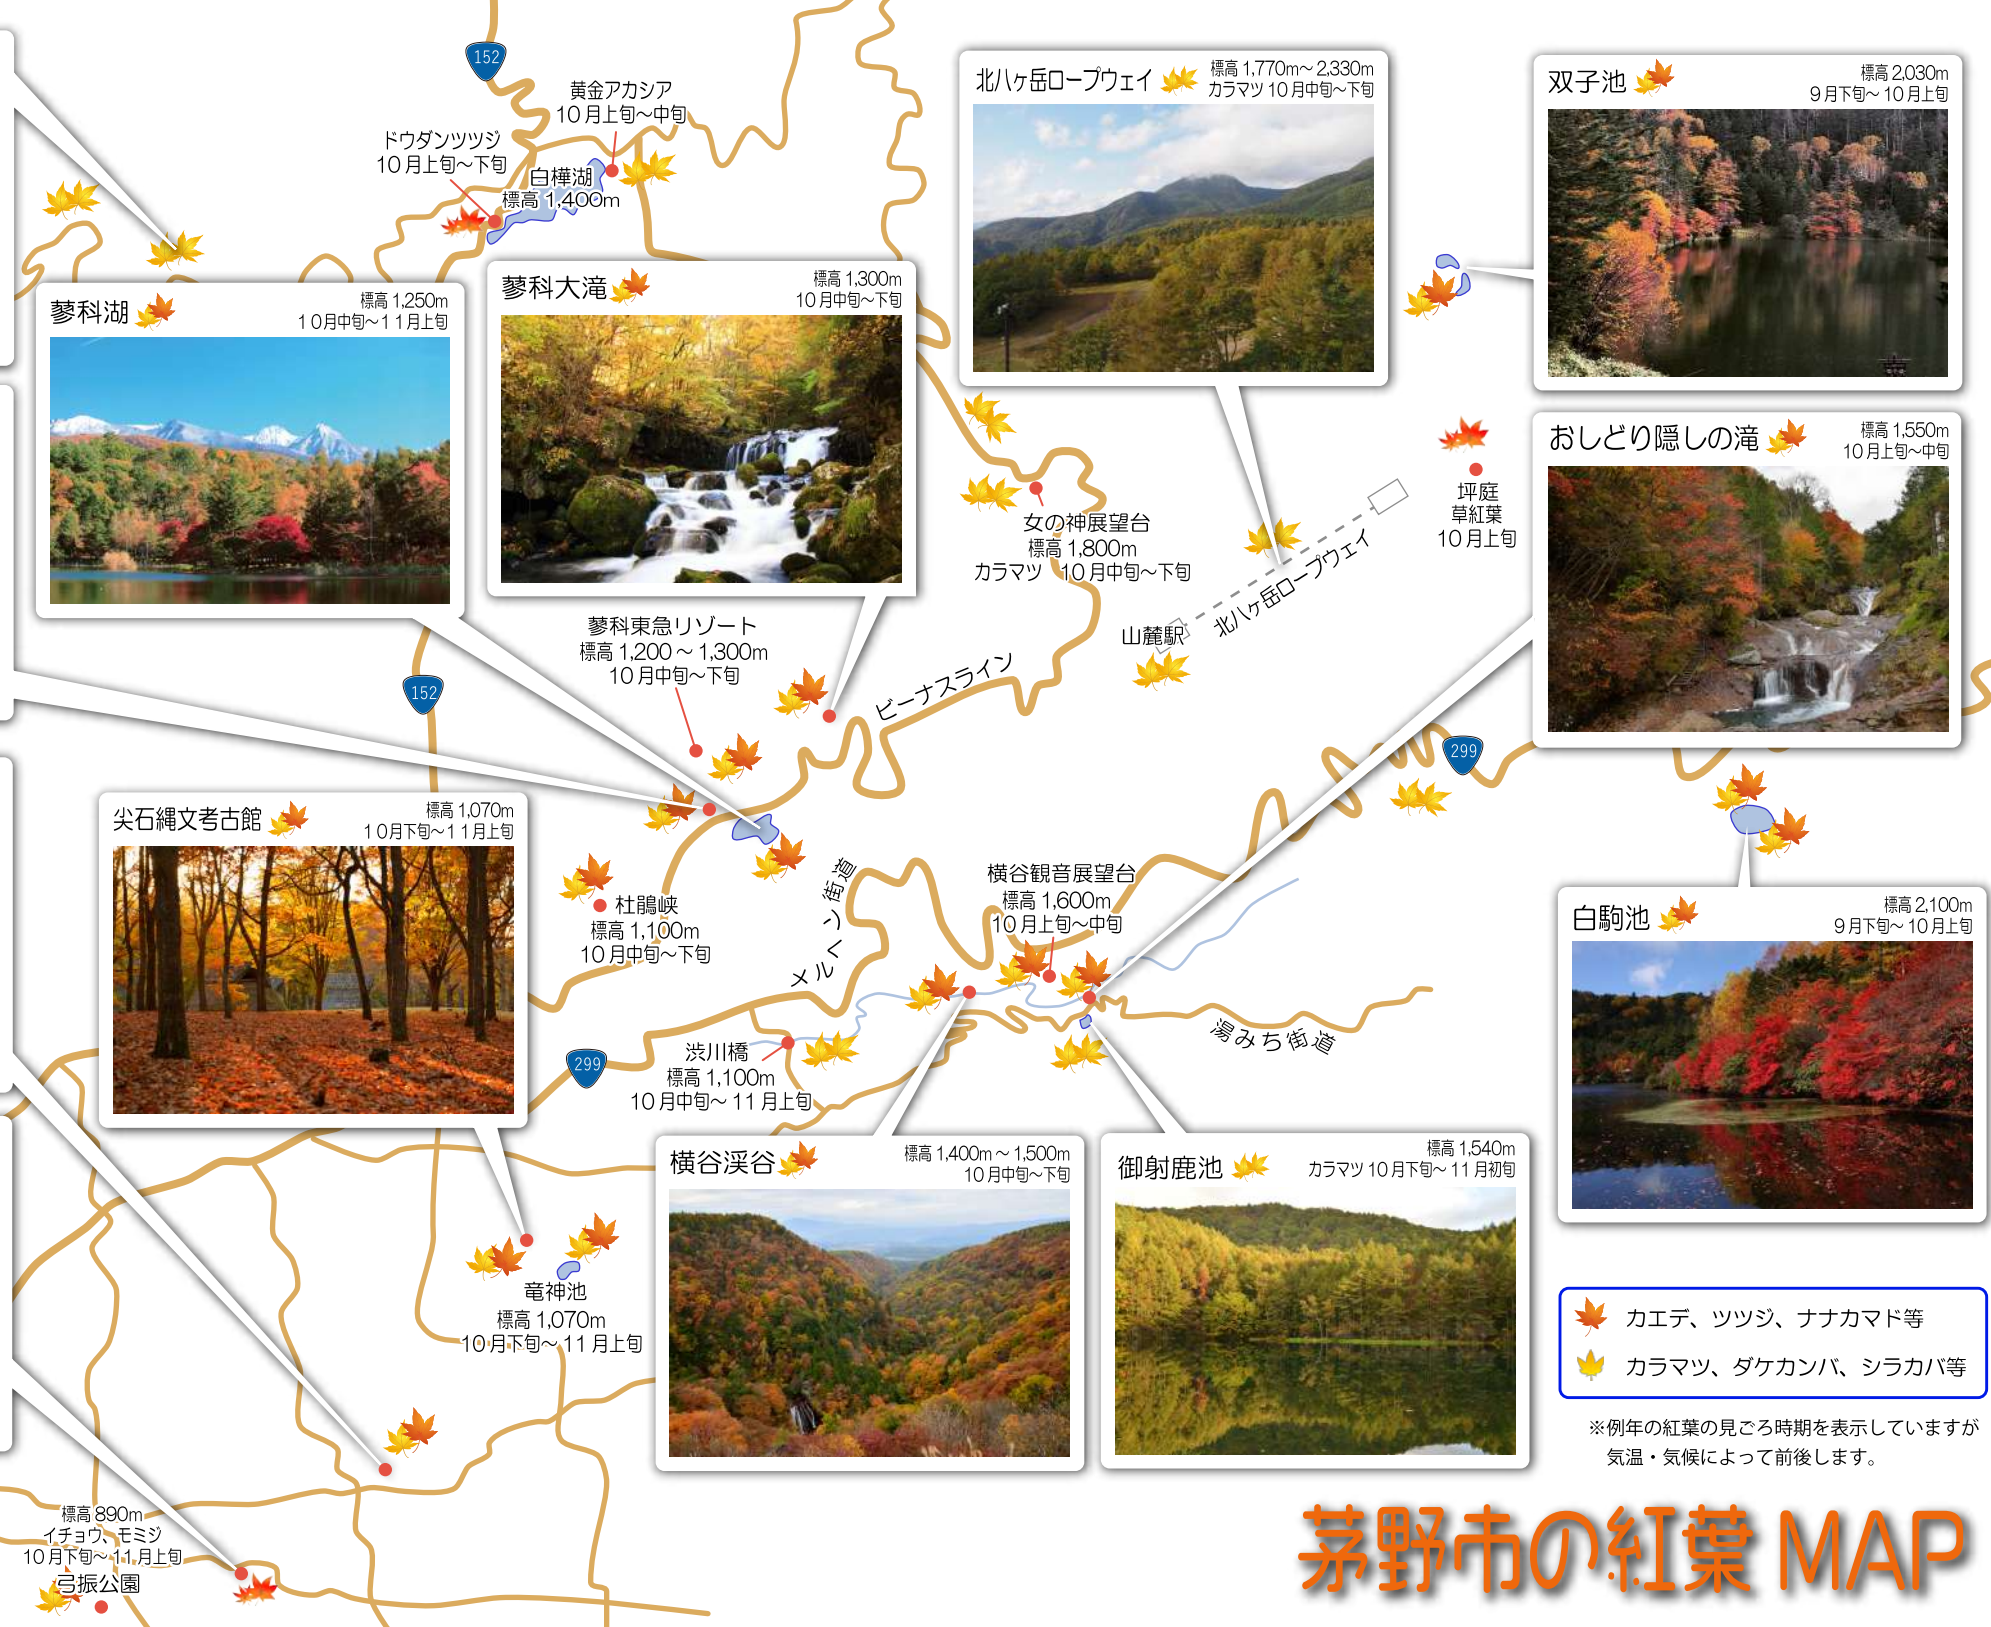 152
黄金アカシア
10月上旬〜中旬
ドウダンツツジ
10月上旬〜下旬
白樺湖
標高 1,400m
北八ヶ岳ロープウェイ
標高 1,770m〜 2,330m
カラマツ 10月中旬〜下旬
双子池
標高 2,030m
9月下旬〜 10月上旬
蓼科湖
標高 1,250m
10月中旬〜11月上旬
蓼科大滝
標高 1,300m
10月中旬〜下旬
おしどり隠しの滝
標高 1,550m
10月上旬〜中旬
坪庭
草紅葉
10月上旬
女の神展望台
標高 1,800m
カラマツ 10月中旬〜下旬
北八ヶ岳ロープウェイ
山麓駅
蓼科東急リゾート
標高 1,200 〜 1,300m
10月中旬〜下旬
ビーナスライン
152
299
尖石縄文考古館
標高 1,070m
10月下旬〜11月上旬
杜鵑峡
標高 1,100m
10月中旬〜下旬
メルヘン街道
横谷観音展望台
標高 1,600m
10月上旬〜中旬
白駒池
標高 2,100m
9月下旬〜 10月上旬
湯みち街道
299
渋川橋
標高 1,100m
10月中旬〜 11月上旬
横谷渓谷
標高 1,400m 〜 1,500m
10月中旬〜下旬
御射鹿池
標高 1,540m
カラマツ 10月下旬〜 11月初旬
竜神池
標高 1,070m
10月下旬〜 11月上旬
カエデ、ツツジ、ナナカマド等
カラマツ、ダケカンバ、シラカバ等
※例年の紅葉の見ごろ時期を表示していますが
気温・気候によって前後します。
標高 890m
イチョウ、モミジ
10月下旬〜 11月上旬
弓振公園
茅野市の紅葉 MAP